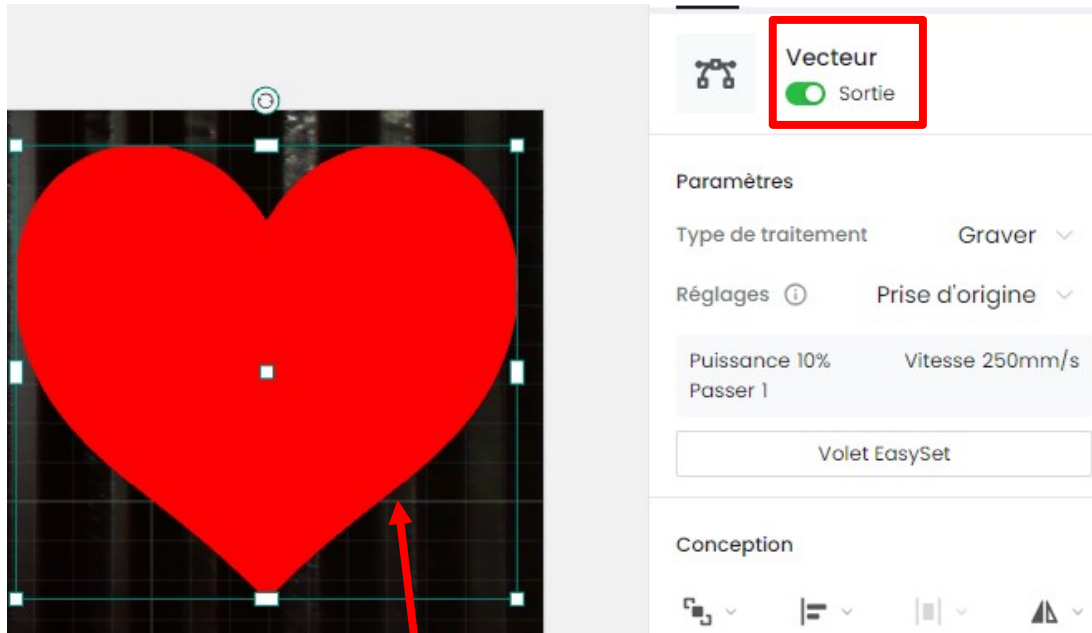 Vecteur
Sortie
Paramètres
Type de traitement Graver
Réglages Prise d'origine
Puissance 10% Vitesse 250mm/s
Passer 1
Volet EasySet
Conception